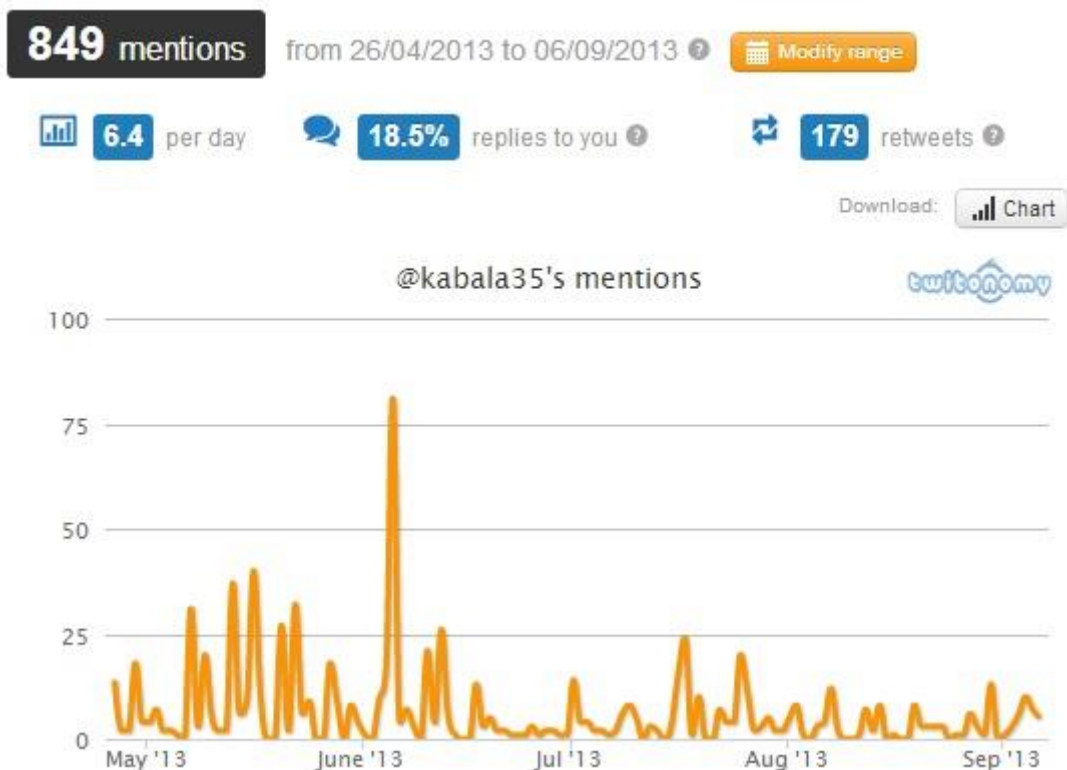 849 mentions from 26/04/2013 to 06/09/2013 ? Modify range
6.4 per day 18.5% replies to you ? 179 retweets ?
Download: Chart
@kabala35's mentions twitonomy
100
75
50
25
0
May '13 June '13 Jul '13 Aug '13 Sep '13